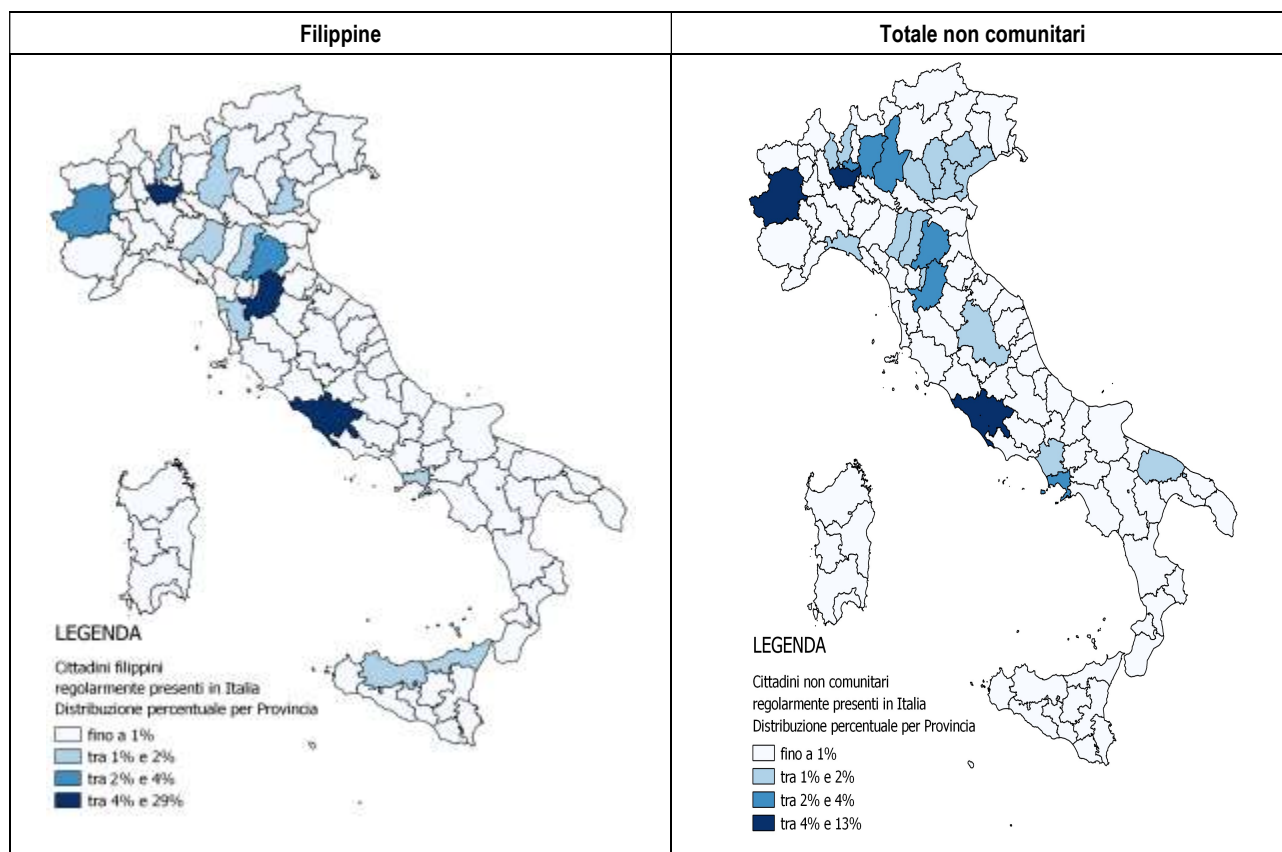 Filippine
Totale non comunitari
LEGENDA
Cittadini filippini
regolarmente presenti in Italia
Distribuzione percentuale per Provincia
fino a 1%
tra 1% e 2%
tra 2% e 4%
tra 4% e 29%
LEGENDA
Cittadini non comunitari
regolarmente presenti in Italia
Distribuzione percentuale per Provincia
fino a 1%
tra 1% e 2%
tra 2% e 4%
tra 4% e 13%